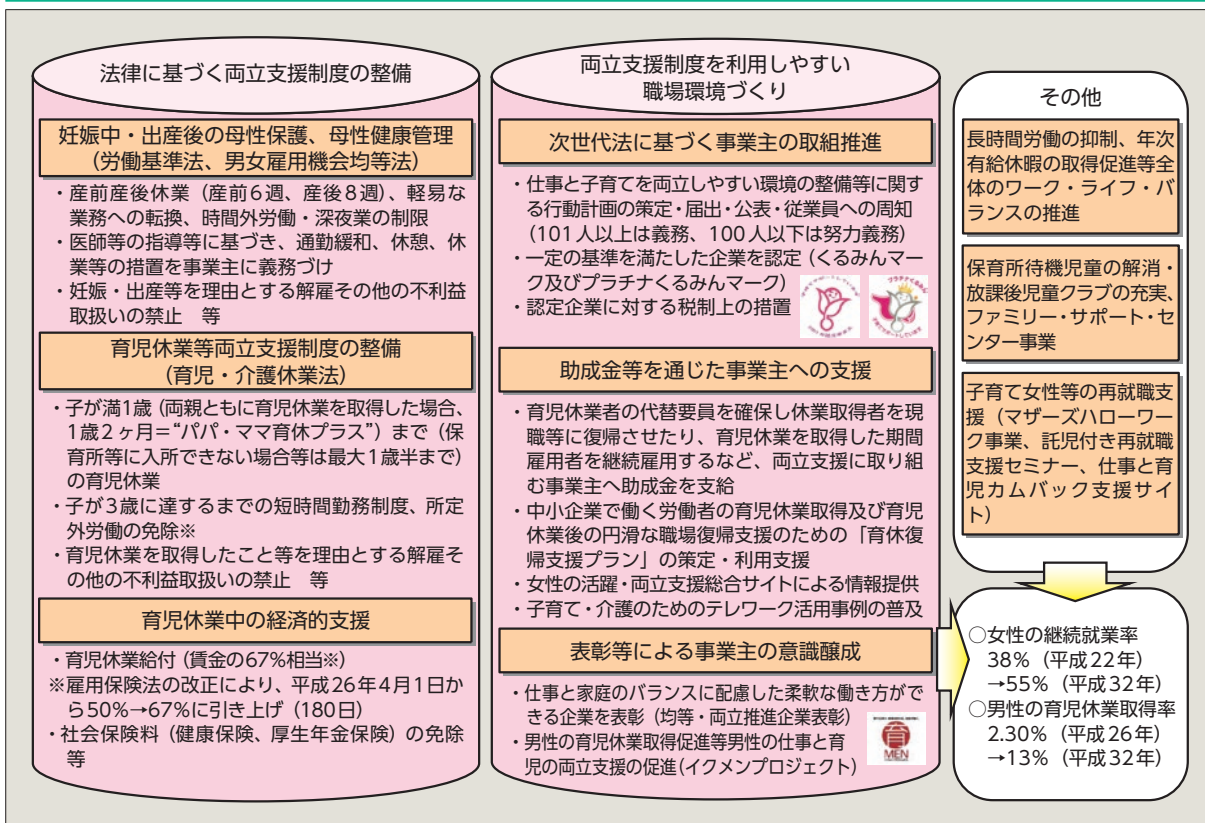 法律に基づく両立支援制度の整備
妊娠中・出産後の母性保護、母性健康管理
(労働基準法、男女雇用機会均等法)
・産前産後休業(産前6週、産後8週)、軽易な
業務への転換、時間外労働・深夜業の制限
・医師等の指導等に基づき、通勤緩和、休憩、休
業等の措置を事業主に義務づけ
・妊娠・出産等を理由とする解雇その他の不利益
取扱いの禁止 等
育児休業等両立支援制度の整備
(育児・介護休業法)
・子が満1歳(両親ともに育児休業を取得した場合、
1歳2ヶ月="パパ・ママ育休プラス")まで(保
育所等に入所できない場合等は最大1歳半まで)
の育児休業
・子が3歳に達するまでの短時間勤務制度、所定
外労働の免除※
・育児休業を取得したこと等を理由とする解雇そ
の他の不利益取扱いの禁止 等
育児休業中の経済的支援
・育児休業給付(賃金の67%相当※)
※雇用保険法の改正により、平成26年4月1日か
ら50%→67%に引き上げ(180日)
・社会保険料(健康保険、厚生年金保険)の免除
等
両立支援制度を利用しやすい
職場環境づくり
次世代法に基づく事業主の取組推進
・仕事と子育てを両立しやすい環境の整備等に関す
る行動計画の策定・届出・公表・従業員への周知
(101人以上は義務、100人以下は努力義務)
・一定の基準を満たした企業を認定(くるみんマー
ク及びプラチナくるみんマーク)
・認定企業に対する税制上の措置
プラチナくるみん
助成金等を通じた事業主への支援
・育児休業者の代替要員を確保し休業取得者を現
職等に復帰させたり、育児休業を取得した期間
雇用者を継続雇用するなど、両立支援に取り組
む事業主へ助成金を支給
・中小企業で働く労働者の育児休業取得及び育児
休業後の円滑な職場復帰支援のための「育休復
帰支援プラン」の策定・利用支援
・女性の活躍・両立支援総合サイトによる情報提供
・子育て・介護のためのテレワーク活用事例の普及
表彰等による事業主の意識醸成
・仕事と家庭のバランスに配慮した柔軟な働き方がで
きる企業を表彰(均等・両立推進企業表彰)
・男性の育児休業取得促進等男性の仕事と育
児の両立支援の促進(イクメンプロジェクト)
育
MEN
その他
長時間労働の抑制、年次
有給休暇の取得促進等全
体のワーク・ライフ・バ
ランスの推進
保育所待機児童の解消・
放課後児童クラブの充実、
ファミリー・サポート・セ
ンター事業
子育て女性等の再就職支
援(マザーズハローワー
ク事業、託児付き再就職
支援セミナー、仕事と育
児カムバック支援サイ
ト)
○女性の継続就業率
38%(平成22年)
→55%(平成32年)
○男性の育児休業取得率
2.30%(平成26年)
→13%(平成32年)